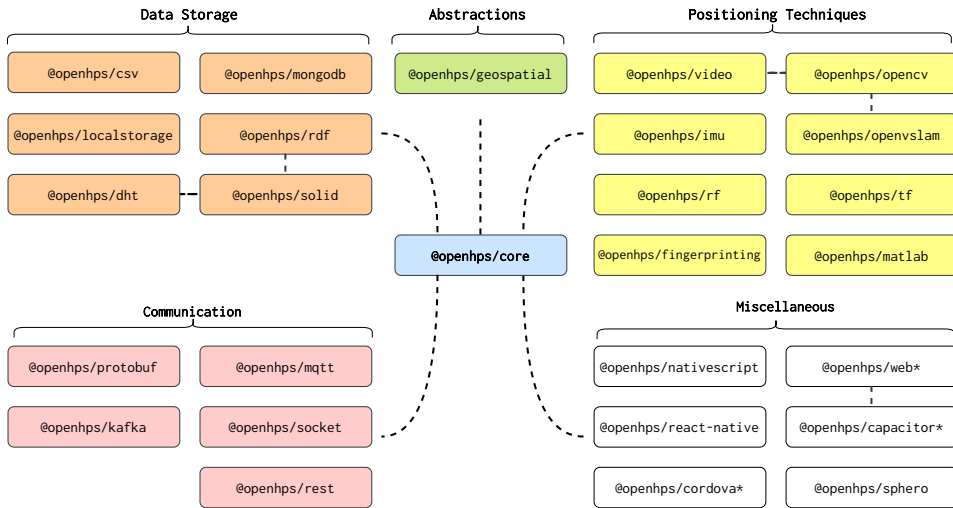 Data Storage
@openhps/csv
@openhps/mongodb
@openhps/localstorage
@openhps/rdf
@openhps/dht
@openhps/solid
Abstractions
@openhps/geospatial
Positioning Techniques
@openhps/video
@openhps/opencv
@openhps/imu
@openhps/openvslam
@openhps/rf
@openhps/tf
@openhps/fingerprinting
@openhps/matlab
@openhps/core
Communication
@openhps/protobuf
@openhps/mqtt
@openhps/kafka
@openhps/socket
@openhps/rest
Miscellaneous
@openhps/nativescript
@openhps/web*
@openhps/react-native
@openhps/capacitor*
@openhps/cordova*
@openhps/sphero